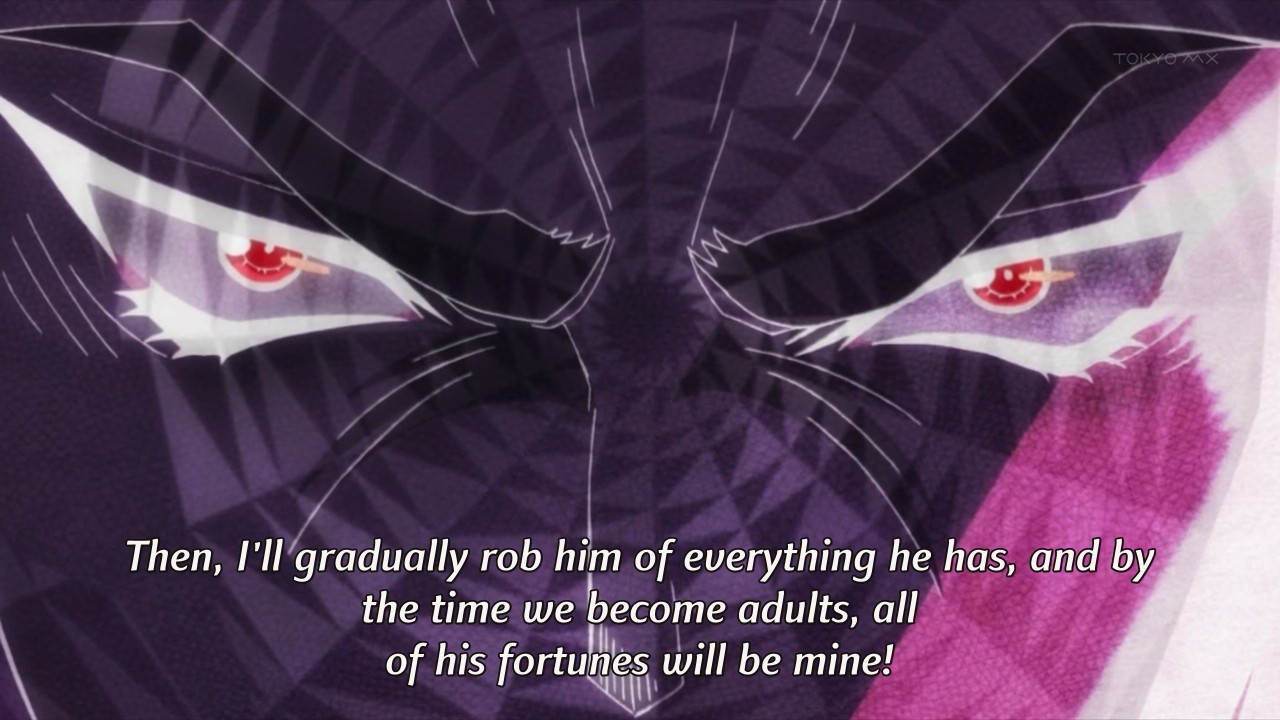 TOKYO MX
Then, I'll gradually rob him of everything he has, and by
the time we become adults, all
of his fortunes will be mine!